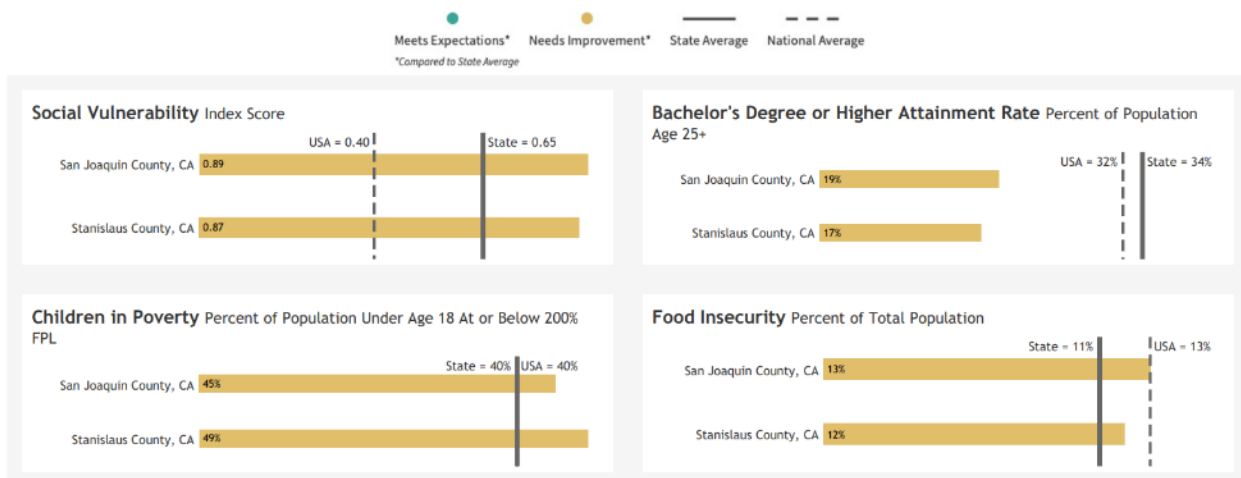 Meets Expectations* Needs Improvement* State Average National Average
*Compared to State Average
Social Vulnerability Index Score
USA = 0.40 State = 0.65
San Joaquin County, CA 0.89
Stanislaus County, CA 0.87
Bachelor's Degree or Higher Attainment Rate Percent of Population
Age 25+
USA = 32% State = 34%
San Joaquin County, CA 19%
Stanislaus County, CA 17%
Children in Poverty Percent of Population Under Age 18 At or Below 200%
FPL
State = 40% USA = 40%
San Joaquin County, CA 45%
Stanislaus County, CA 49%
Food Insecurity Percent of Total Population
State = 11% USA = 13%
San Joaquin County, CA 13%
Stanislaus County, CA 12%